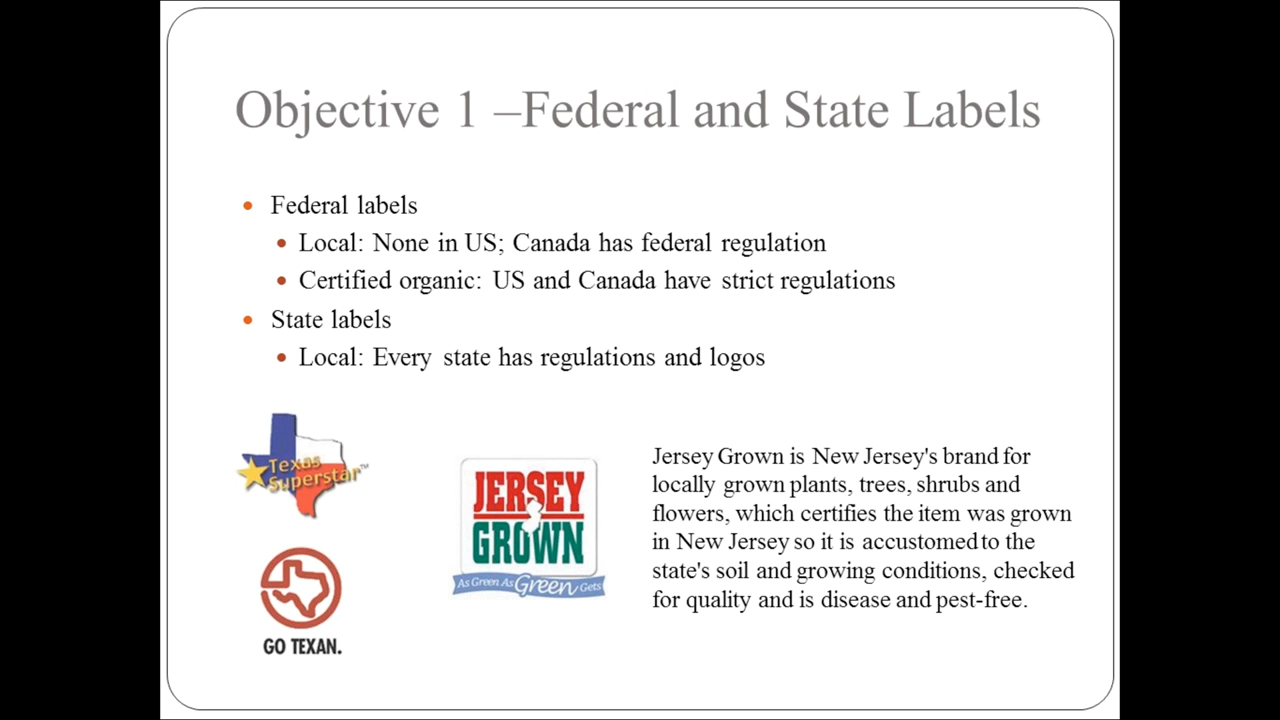 Objective 1 –Federal and State Labels
Federal labels
Local: None in US; Canada has federal regulation
Certified organic: US and Canada have strict regulations
State labels
Local: Every state has regulations and logos
Texas
Superstar™
GO TEXAN.
JERSEY
GROWN
As Green As Green Gets
Jersey Grown is New Jersey's brand for
locally grown plants, trees, shrubs and
flowers, which certifies the item was grown
in New Jersey so it is accustomed to the
state's soil and growing conditions, checked
for quality and is disease and pest-free.